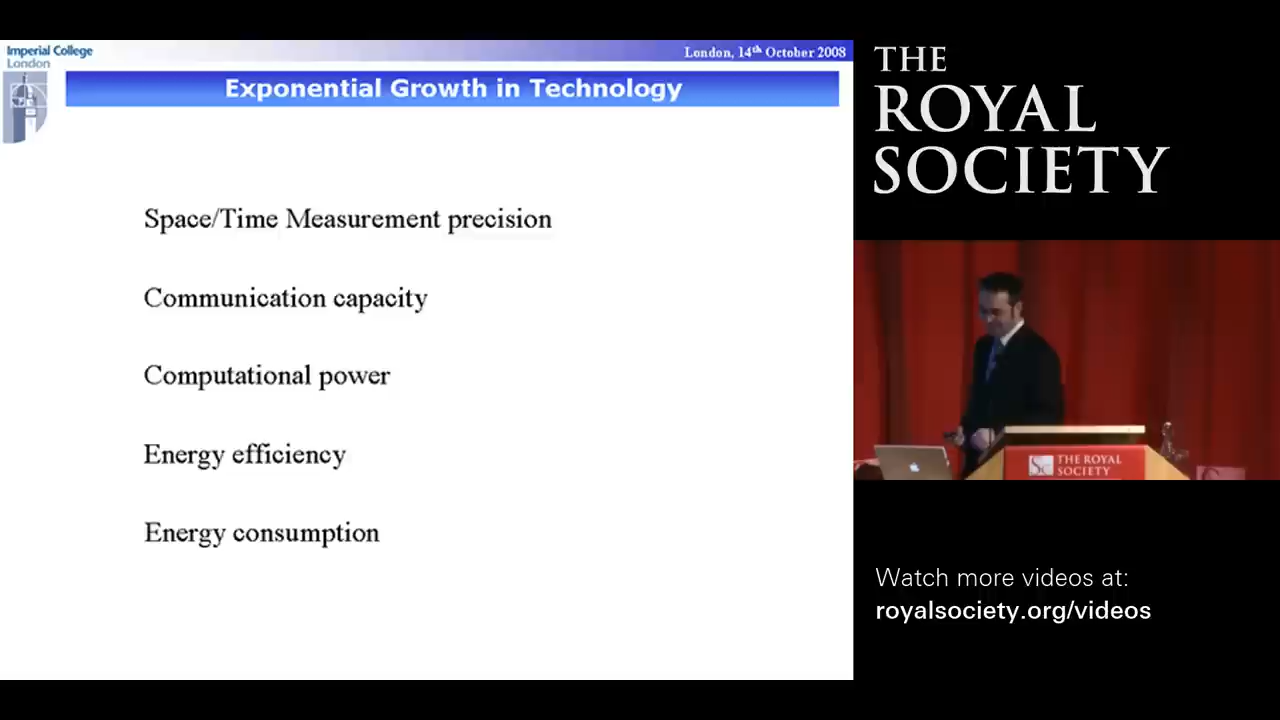 Imperial College
London
London, 14th October 2008
Exponential Growth in Technology
Space/Time Measurement precision
Communication capacity
Computational power
Energy efficiency
Energy consumption
THE
ROYAL
SOCIETY
THE ROYAL
SOCIETY
Watch more videos at:
royalsociety.org/videos